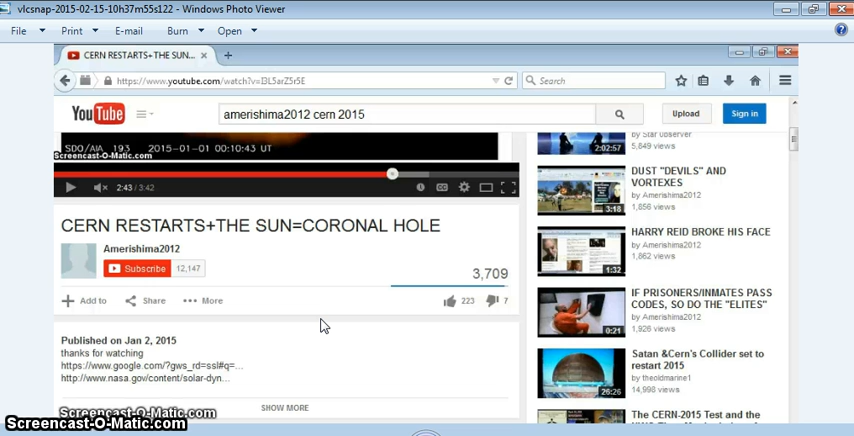 vlcsnap-2015-02-15-10h37m55s122 - Windows Photo Viewer
File Print E-mail Burn Open
CERN RESTARTS+THE SUN...
https://www.youtube.com/watch?v=I3L5arZ5r5E
Search
YouTube
amerishima2012 cern 2015
Upload
Sign in
SDO/AIA 193 2015-01-01 00:10:43 UT
Screencast-O-Matic.com
2:43 / 3:42
CERN RESTARTS+THE SUN=CORONAL HOLE
Amerishima2012
Subscribe 12,147
3,709
Add to Share More
223 7
Published on Jan 2, 2015
thanks for watching
https://www.google.com/?gws_rd=ssl#q=...
http://www.nasa.gov/content/solar-dyn...
SHOW MORE
by Star observer
5,849 views
2:02:57
DUST "DEVILS" AND
VORTEXES
by Amerishima2012
1,856 views
3:18
HARRY REID BROKE HIS FACE
by Amerishima2012
1,862 views
1:32
IF PRISONERS/INMATES PASS
CODES, SO DO THE "ELITES"
by Amerishima2012
1,926 views
0:21
Satan &Cern's Collider set to
restart 2015
by theoldmarine1
14,998 views
26:26
The CERN-2015 Test and the
Screencast-O-Matic.com
Screencast-O-Matic.com